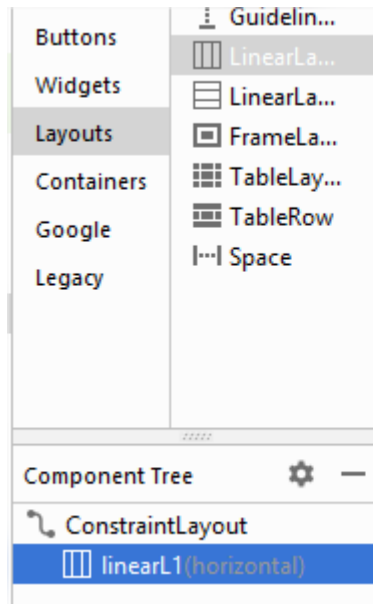 Buttons
Widgets
Layouts
Containers
Google
Legacy
Guidelin...
LinearLa...
LinearLa...
FrameLa...
TableLay...
TableRow
Space
Component Tree
ConstraintLayout
linearL1(horizontal)